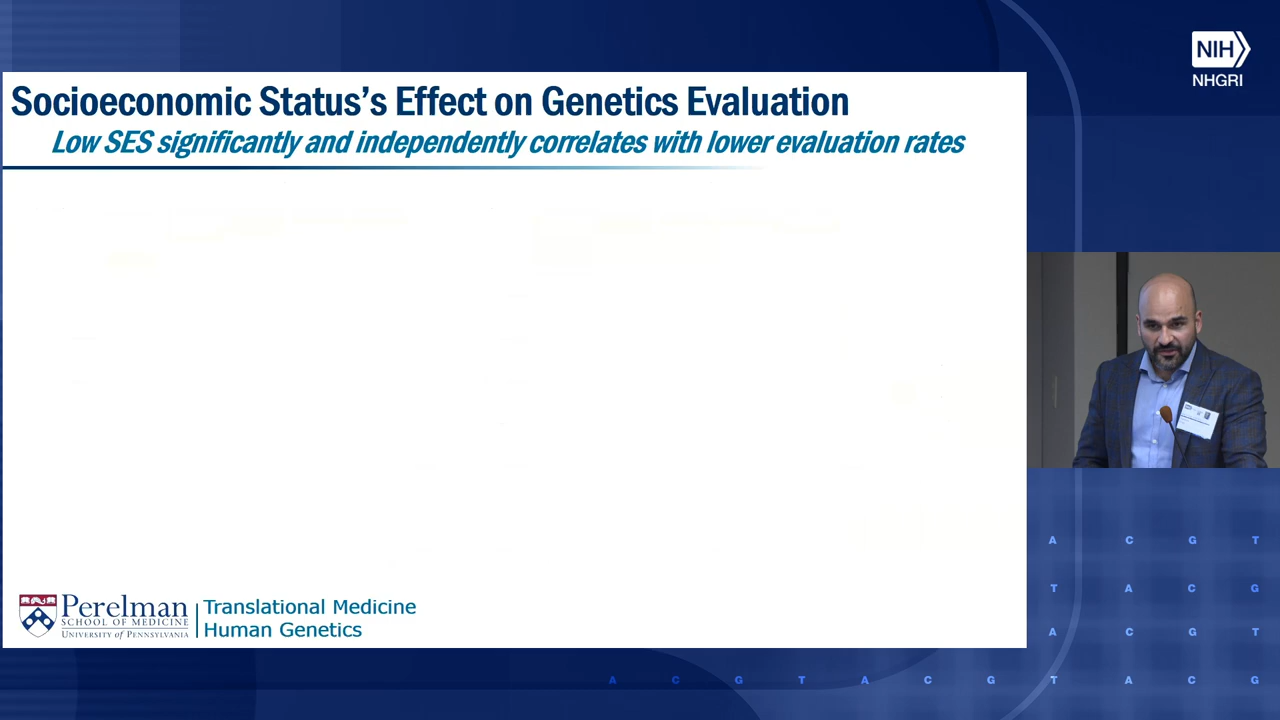 NIH
NHGRI
Socioeconomic Status's Effect on Genetics Evaluation
Low SES significantly and independently correlates with lower evaluation rates
Perelman
SCHOOL OF MEDICINE
UNIVERSITY of PENNSYLVANIA
Translational Medicine
Human Genetics
A C G T
T A C G
A C G T
A C G T A C G T A C G